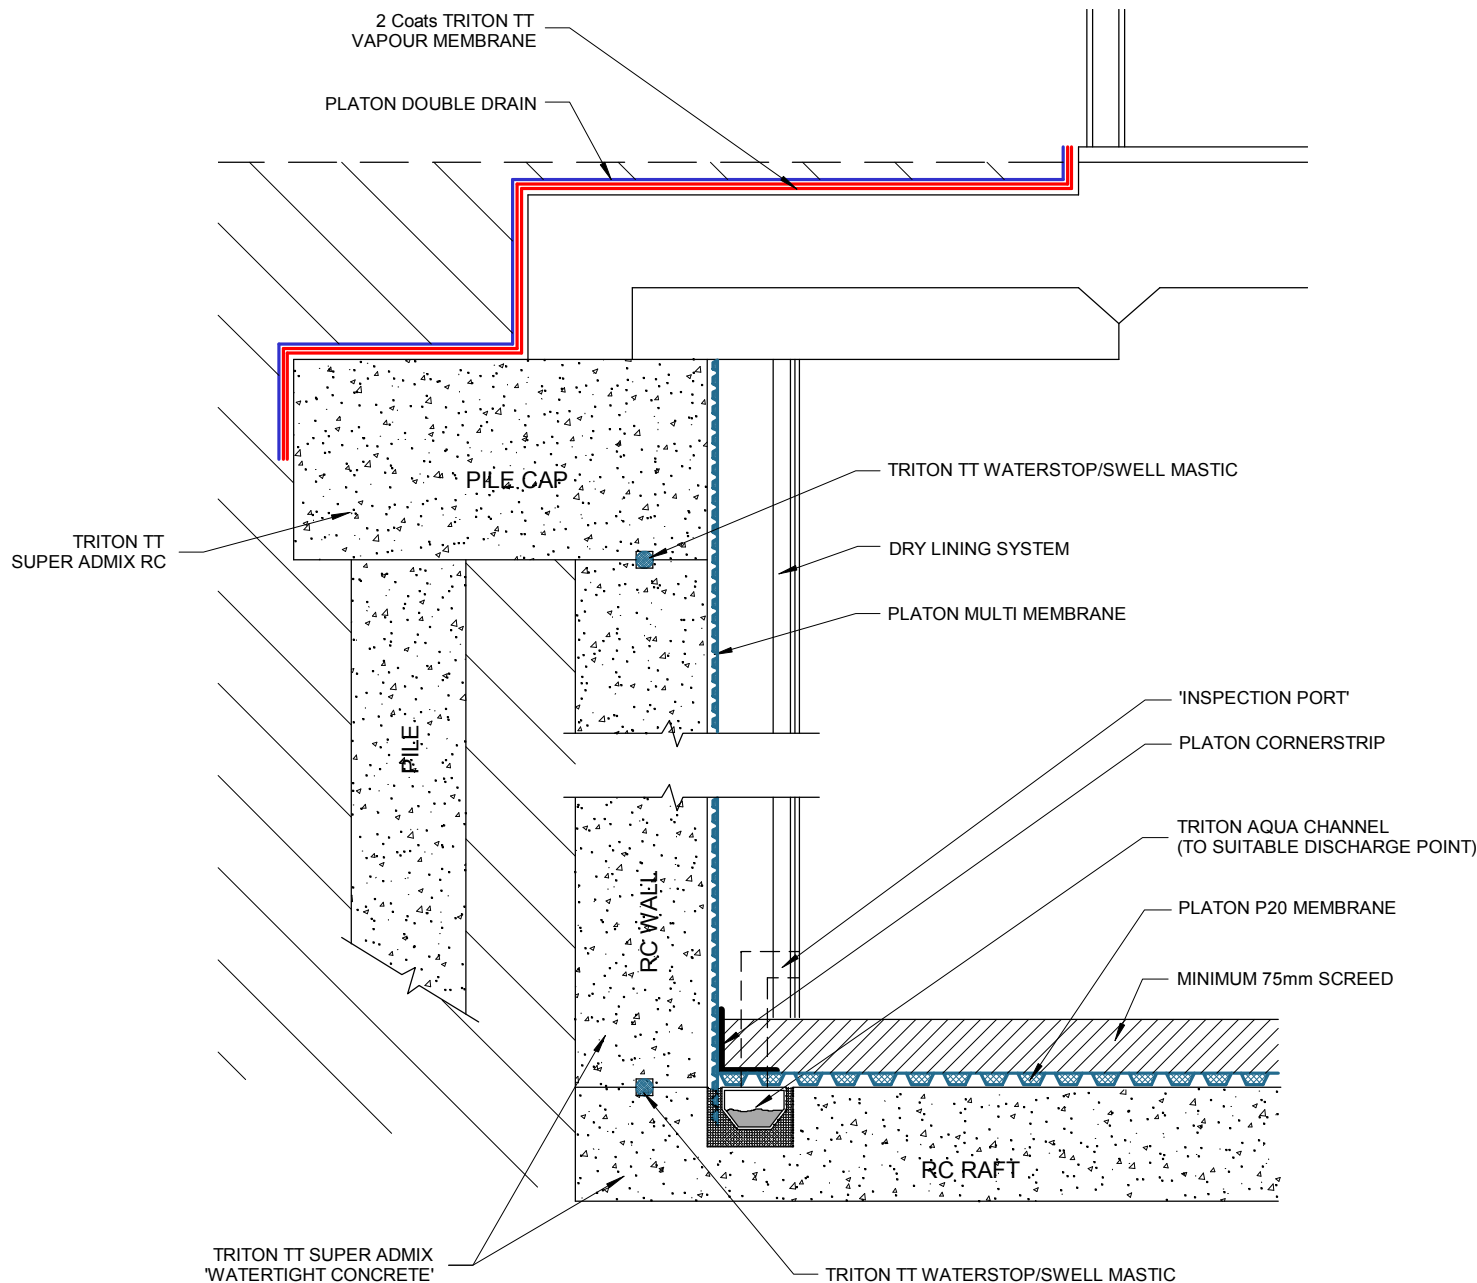 2 Coats TRITON TT
VAPOUR MEMBRANE
PLATON DOUBLE DRAIN
PILE CAP
TRITON TT WATERSTOP/SWELL MASTIC
TRITON TT
SUPER ADMIX RC
DRY LINING SYSTEM
PLATON MULTI MEMBRANE
'INSPECTION PORT'
PILE
PLATON CORNERSTRIP
TRITON AQUA CHANNEL
(TO SUITABLE DISCHARGE POINT)
RC WALL
PLATON P20 MEMBRANE
MINIMUM 75mm SCREED
RC RAFT
TRITON TT SUPER ADMIX
'WATERTIGHT CONCRETE'
TRITON TT WATERSTOP/SWELL MASTIC